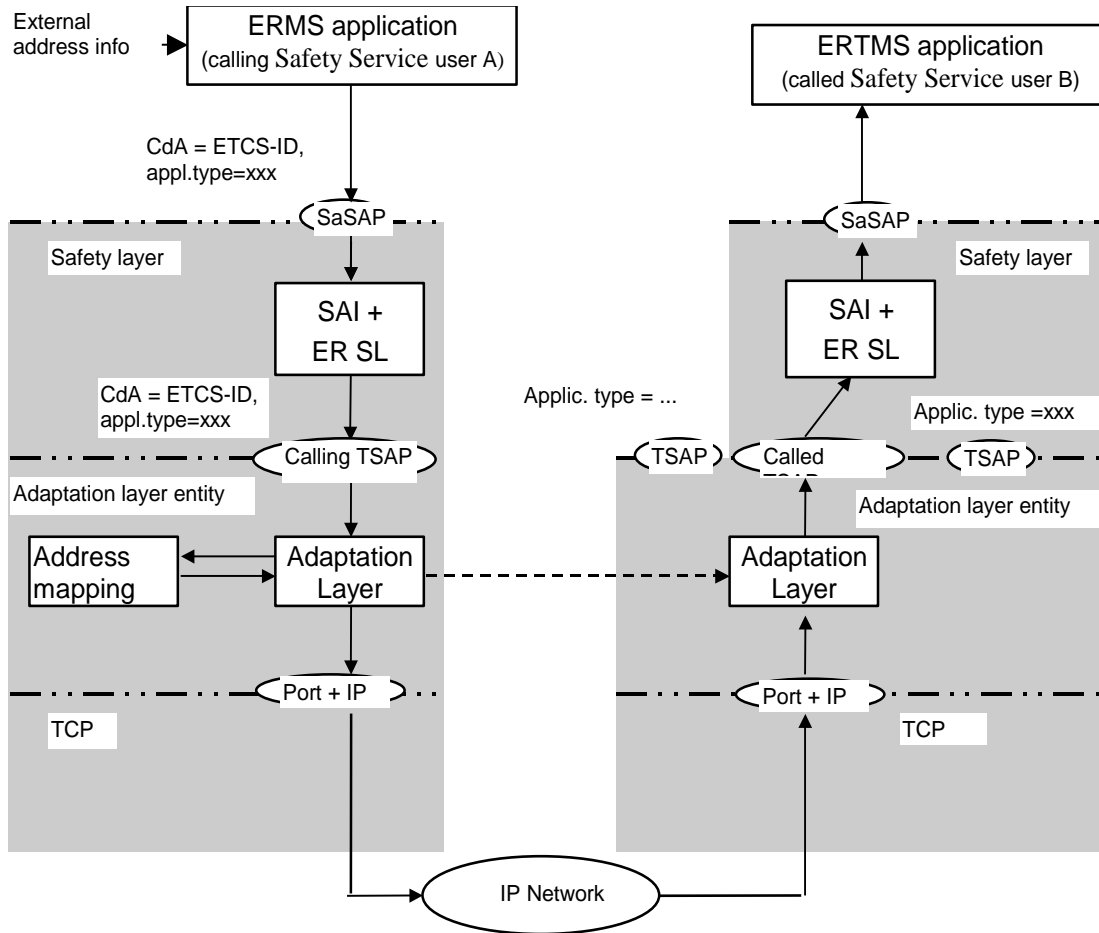 External
address info
ERMS application
(calling Safety Service user A)
ERTMS application
(called Safety Service user B)
CdA = ETCS-ID,
appl.type=xxx
SaSAP
SaSAP
Safety layer
Safety layer
SAI +
ER SL
SAI +
ER SL
CdA = ETCS-ID,
appl.type=xxx
Applic. type = ...
Applic. type =xxx
Calling TSAP
TSAP
Called
TSAP
Adaptation layer entity
Adaptation layer entity
Address
mapping
Adaptation
Layer
Adaptation
Layer
Port + IP
Port + IP
TCP
TCP
IP Network